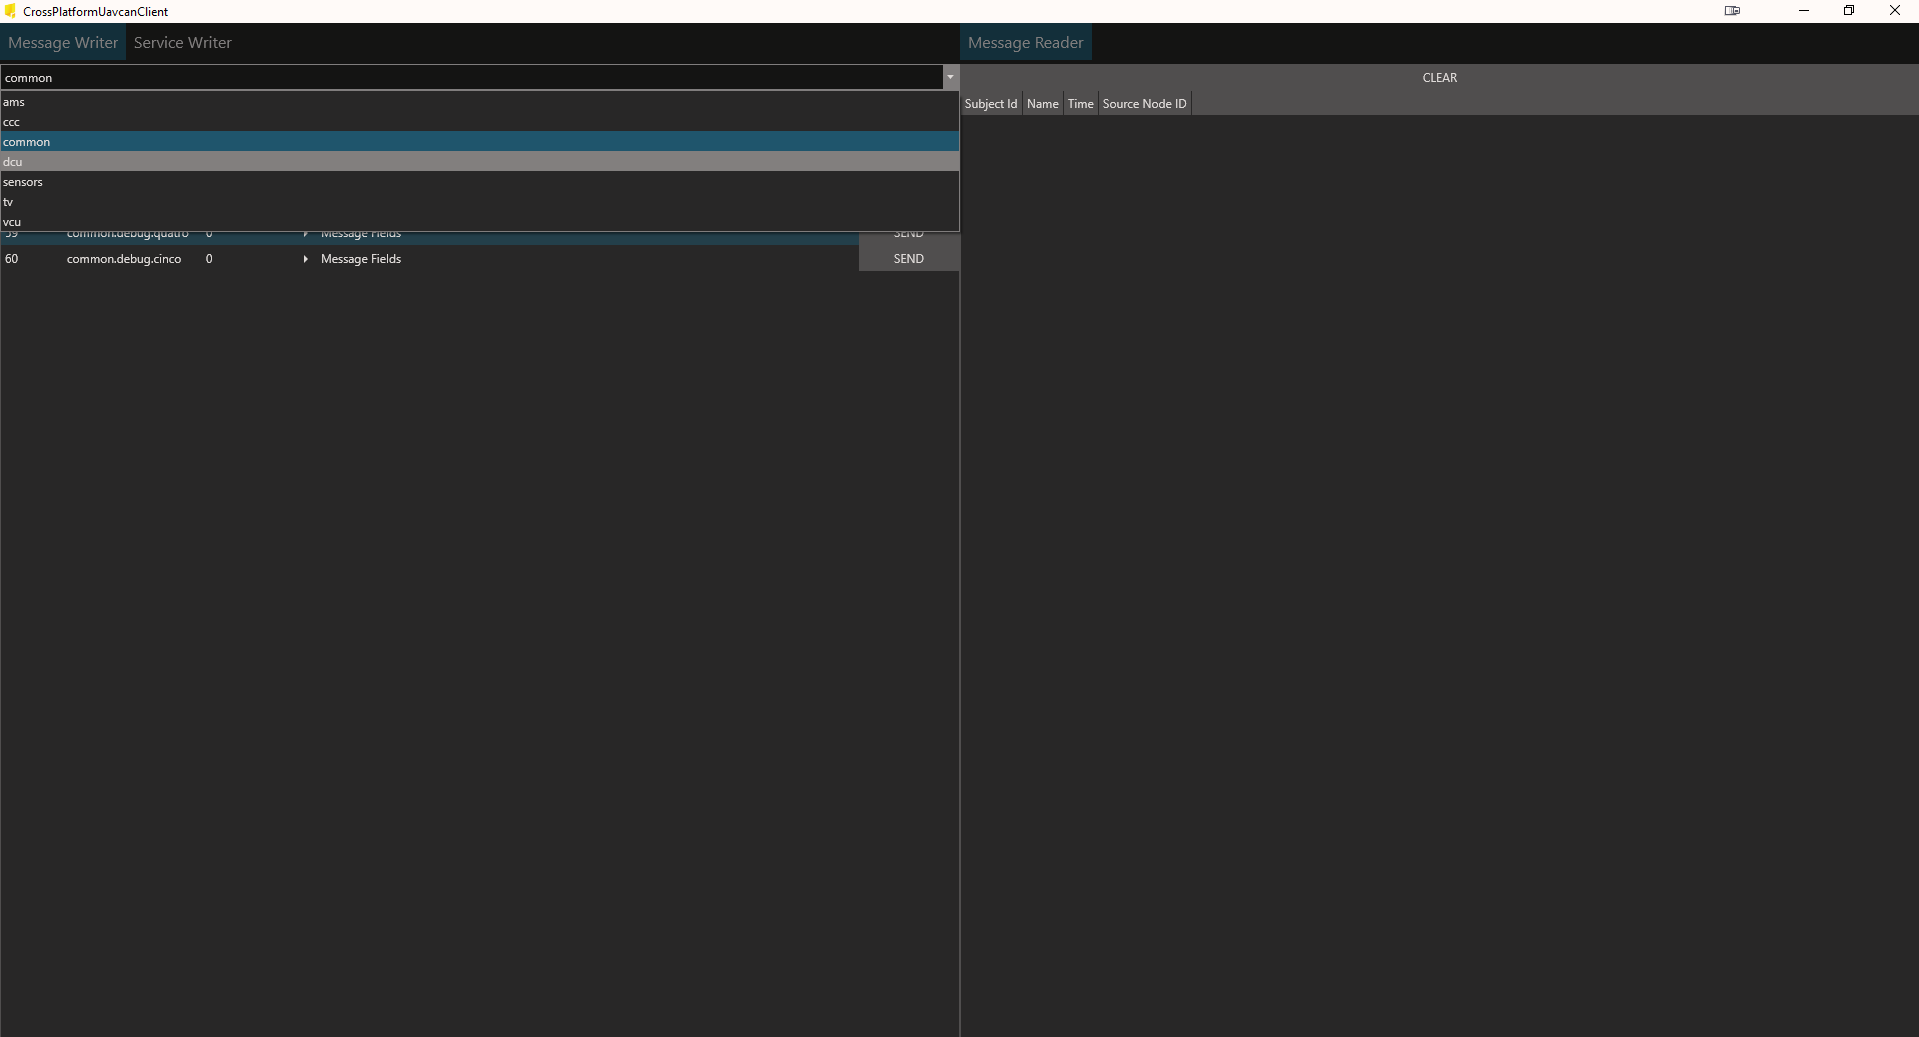 CrossPlatformUavcanClient
Message Writer Service Writer Message Reader
common CLEAR
Subject Id Name Time Source Node ID
ams
ccc
common
dcu
sensors
tv
vcu
59 common.debug.quatro 0 Message Fields SEND
60 common.debug.cinco 0 Message Fields SEND